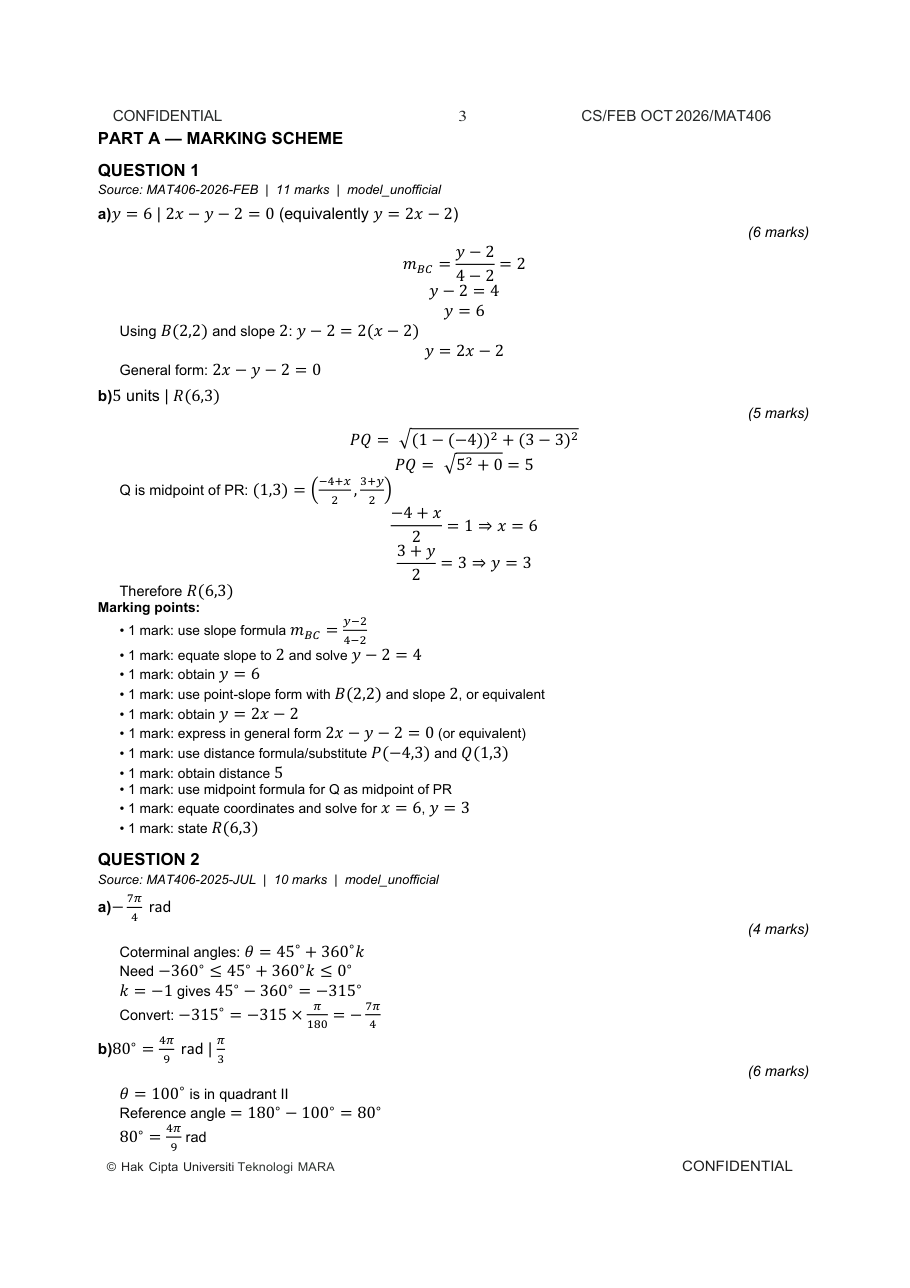 CONFIDENTIAL 3 CS/FEB OCT 2026/MAT406
PART A — MARKING SCHEME
QUESTION 1
Source: MAT406-2026-FEB | 11 marks | model_unofficial
a)y = 6 | 2x − y − 2 = 0 (equivalently y = 2x − 2)
(6 marks)
m_BC = (y − 2)/(4 − 2) = 2
y − 2 = 4
y = 6
Using B(2,2) and slope 2: y − 2 = 2(x − 2)
y = 2x − 2
General form: 2x − y − 2 = 0
b)5 units | R(6,3)
(5 marks)
PQ = √((1 − (−4))² + (3 − 3)²)
PQ = √(5² + 0) = 5
Q is midpoint of PR: (1,3) = ((−4+x)/2, (3+y)/2)
(−4 + x)/2 = 1 ⇒ x = 6
(3 + y)/2 = 3 ⇒ y = 3
Therefore R(6,3)
Marking points:
• 1 mark: use slope formula m_BC = (y−2)/(4−2)
• 1 mark: equate slope to 2 and solve y − 2 = 4
• 1 mark: obtain y = 6
• 1 mark: use point-slope form with B(2,2) and slope 2, or equivalent
• 1 mark: obtain y = 2x − 2
• 1 mark: express in general form 2x − y − 2 = 0 (or equivalent)
• 1 mark: use distance formula/substitute P(−4,3) and Q(1,3)
• 1 mark: obtain distance 5
• 1 mark: use midpoint formula for Q as midpoint of PR
• 1 mark: equate coordinates and solve for x = 6, y = 3
• 1 mark: state R(6,3)
QUESTION 2
Source: MAT406-2025-JUL | 10 marks | model_unofficial
a)−7π/4 rad
(4 marks)
Coterminal angles: θ = 45° + 360°k
Need −360° ≤ 45° + 360°k ≤ 0°
k = −1 gives 45° − 360° = −315°
Convert: −315° = −315 × π/180 = −7π/4
b)80° = 4π/9 rad | π/3
(6 marks)
θ = 100° is in quadrant II
Reference angle = 180° − 100° = 80°
80° = 4π/9 rad
© Hak Cipta Universiti Teknologi MARA CONFIDENTIAL